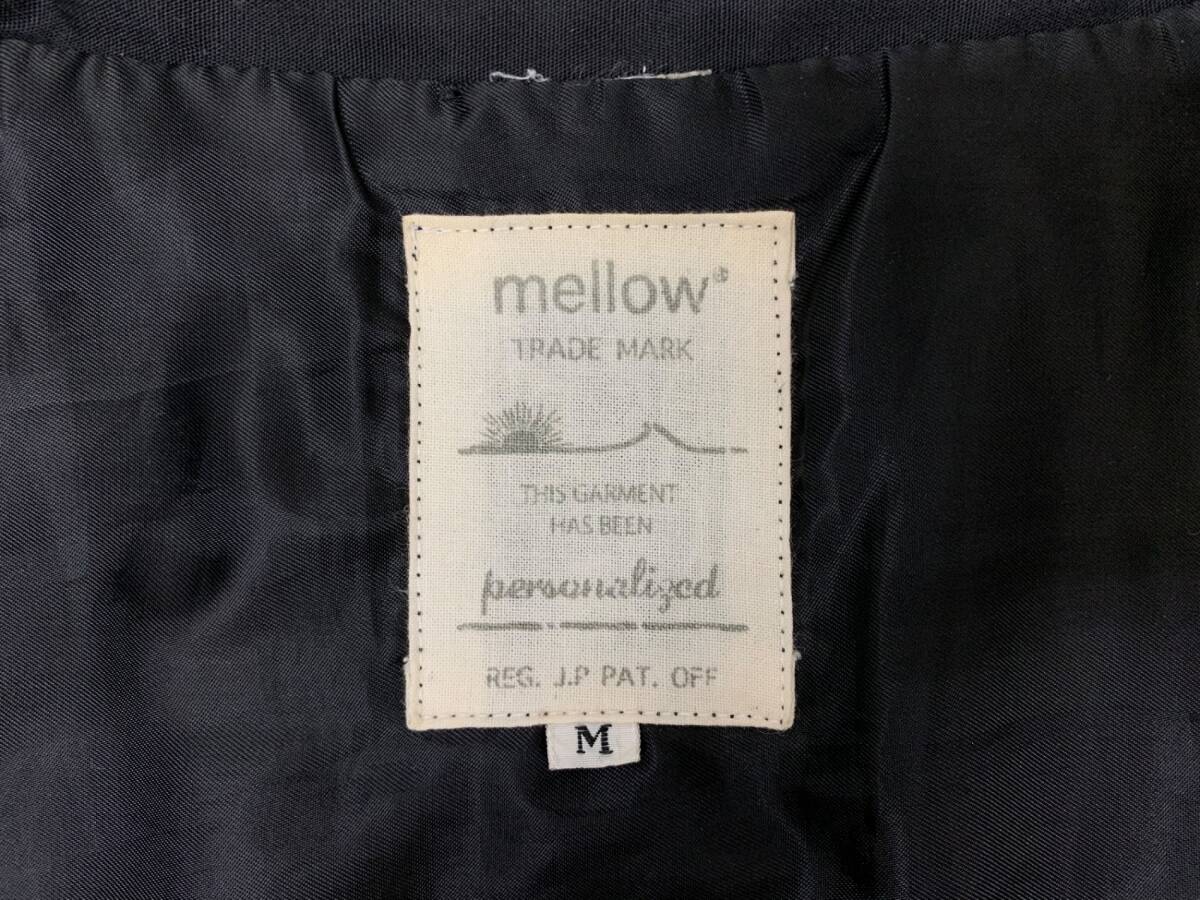 mellow®
TRADE MARK
THIS GARMENT
HAS BEEN
personalized
REG. J.P PAT. OFF
M